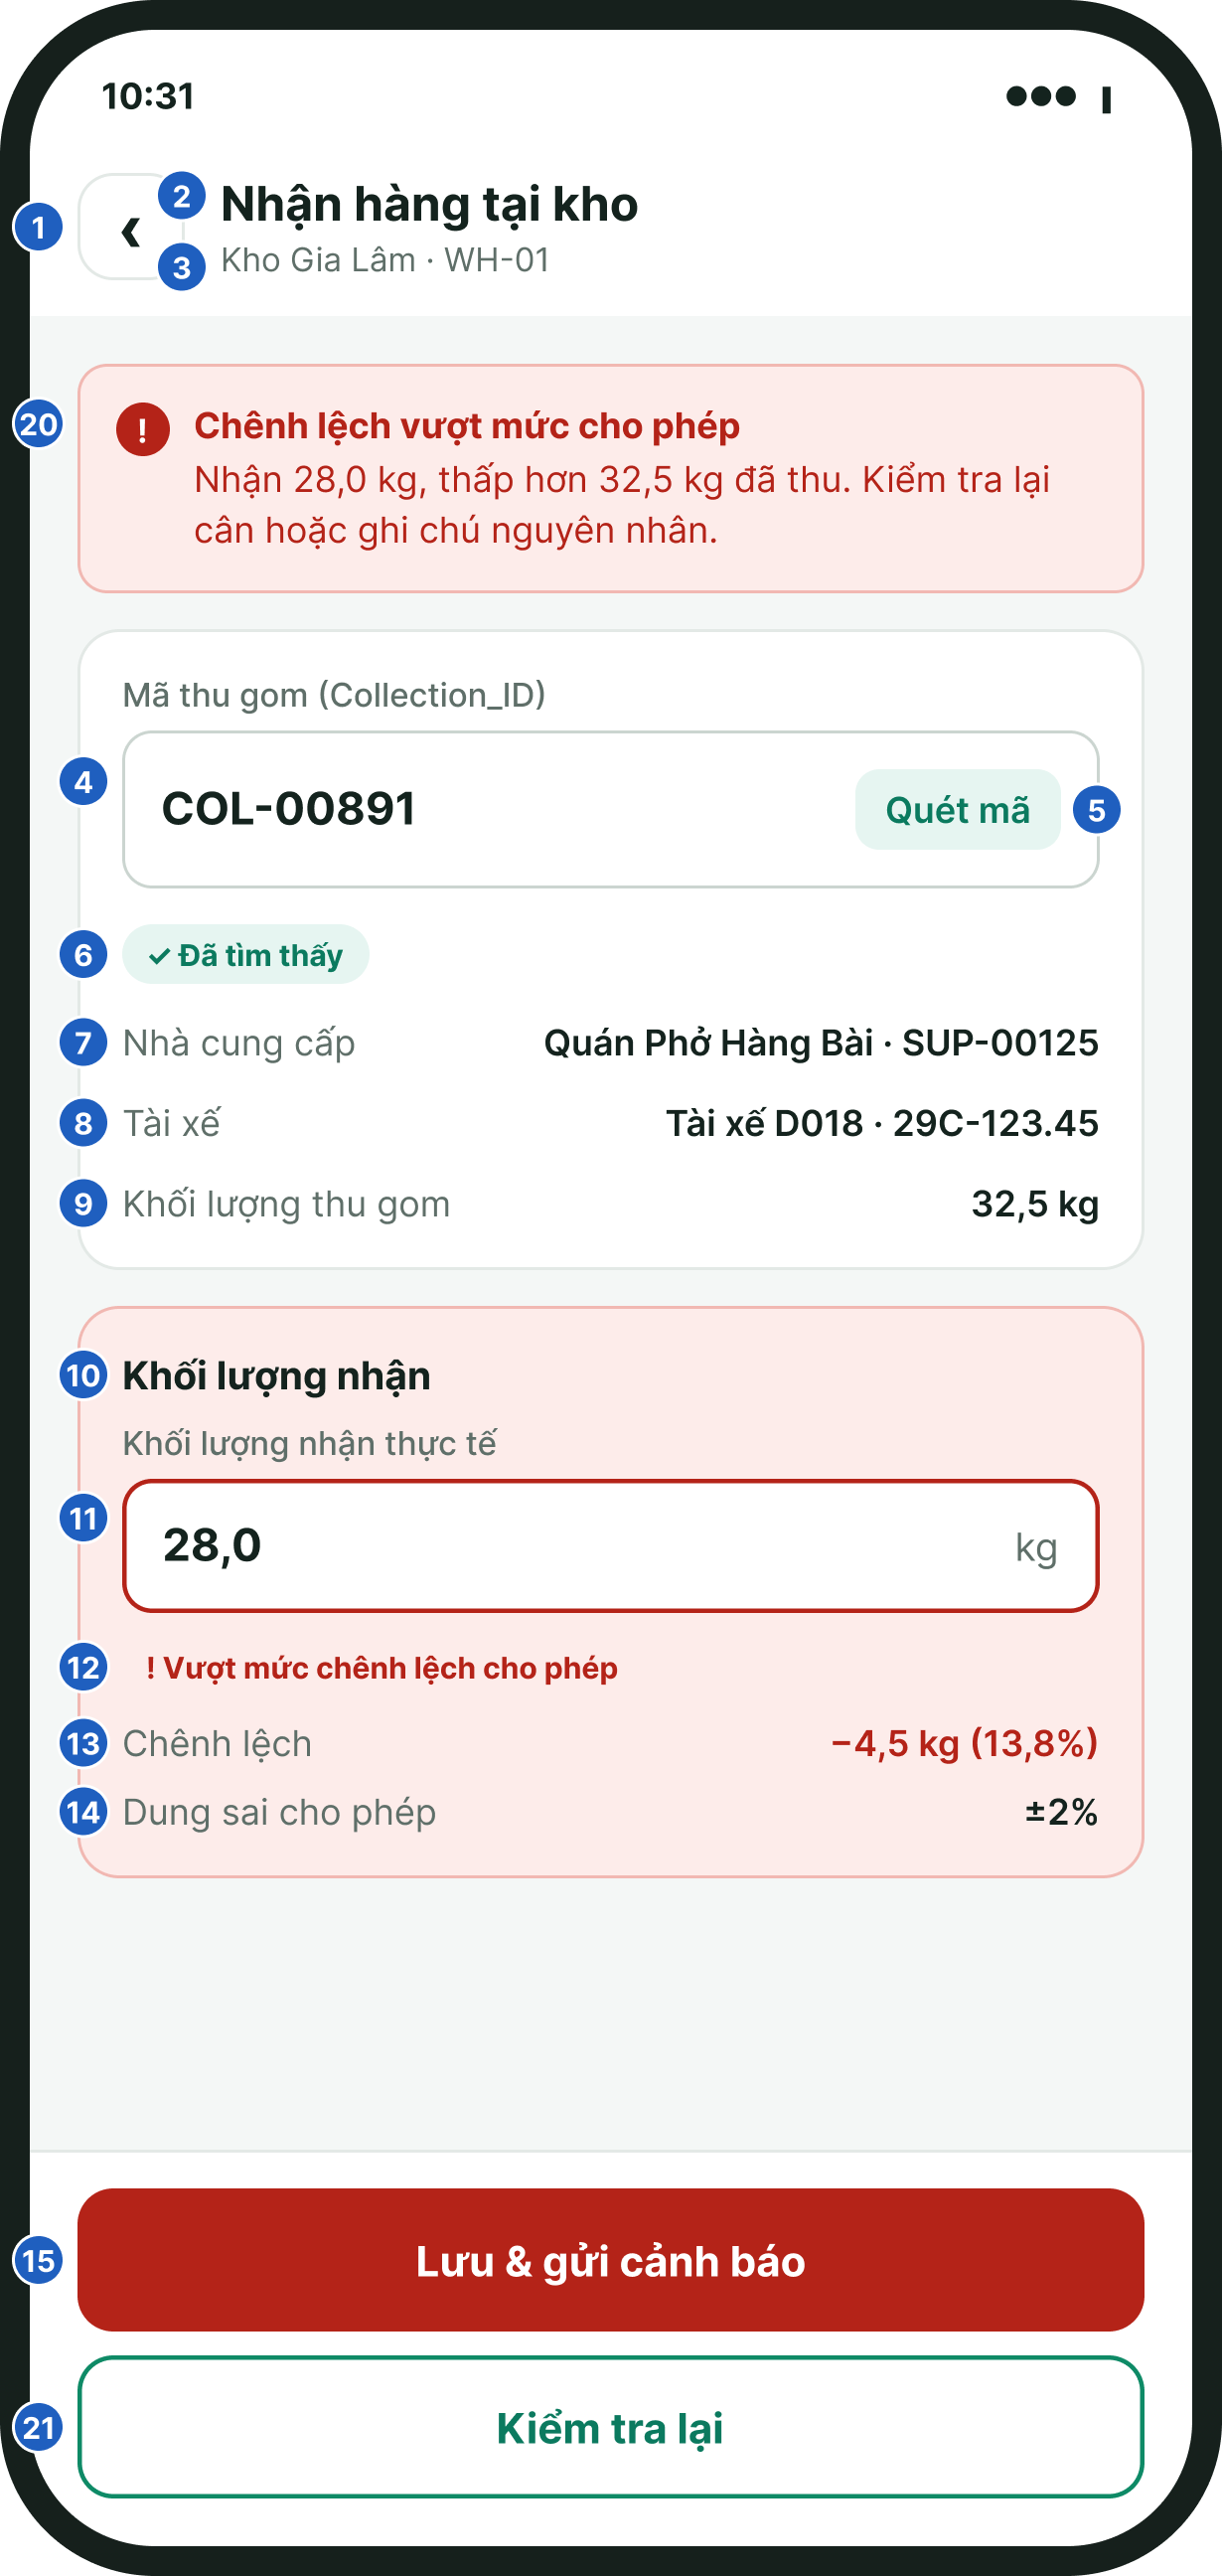 10:31
1
‹
2
Nhận hàng tại kho
3
Kho Gia Lâm · WH-01
20
!
Chênh lệch vượt mức cho phép
Nhận 28,0 kg, thấp hơn 32,5 kg đã thu. Kiểm tra lại
cân hoặc ghi chú nguyên nhân.
Mã thu gom (Collection_ID)
4
COL-00891
Quét mã
5
6
✓ Đã tìm thấy
7
Nhà cung cấp
Quán Phở Hàng Bài · SUP-00125
8
Tài xế
Tài xế D018 · 29C-123.45
9
Khối lượng thu gom
32,5 kg
10
Khối lượng nhận
Khối lượng nhận thực tế
11
28,0
kg
12
! Vượt mức chênh lệch cho phép
13
Chênh lệch
−4,5 kg (13,8%)
14
Dung sai cho phép
±2%
15
Lưu & gửi cảnh báo
21
Kiểm tra lại